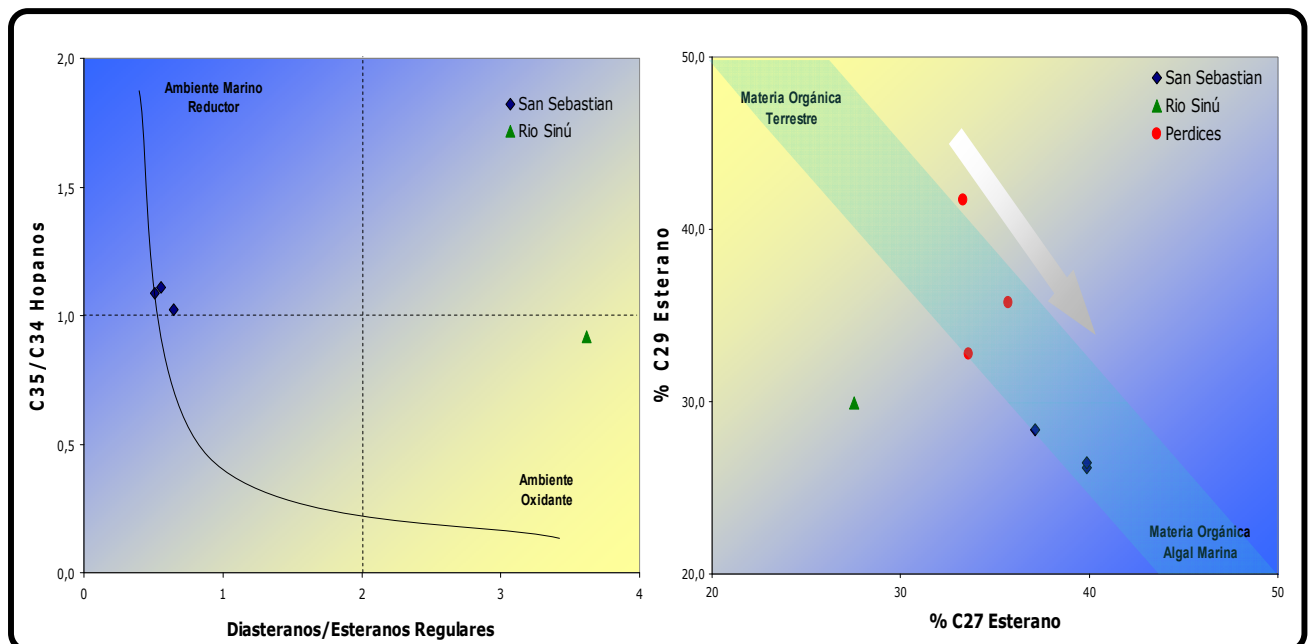 2,0
1,5
1,0
0,5
0,0
0
1
2
3
4
C35/C34 Hopanos
Diasteranos/Esteranos Regulares
Ambiente Marino
Reductor
San Sebastian
Rio Sinú
Ambiente
Oxidante
50,0
40,0
30,0
20,0
20
30
40
50
% C29 Esterano
% C27 Esterano
Materia Orgánica
Terrestre
San Sebastian
Rio Sinú
Perdices
Materia Orgánica
Algal Marina